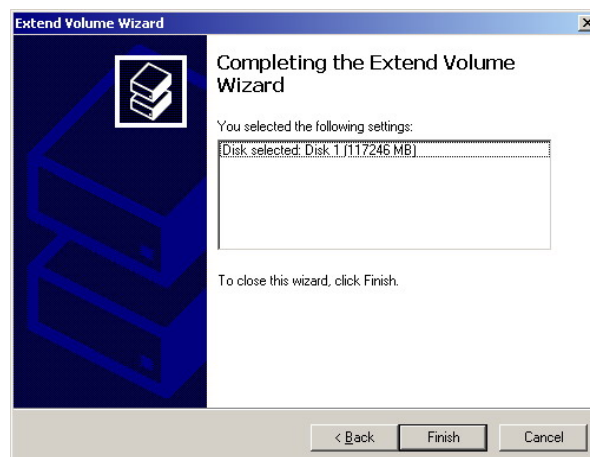 Extend Volume Wizard
Completing the Extend Volume
Wizard
You selected the following settings:
Disk selected: Disk 1 (117246 MB)
To close this wizard, click Finish.
< Back
Finish
Cancel